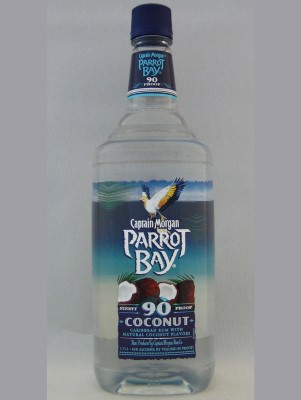 Captain Morgan
PARROT
BAY
90
PROOF
Captain Morgan
PARROT
BAY
90 PROOF
COCONUT
CARIBBEAN RUM WITH
NATURAL COCONUT FLAVORS